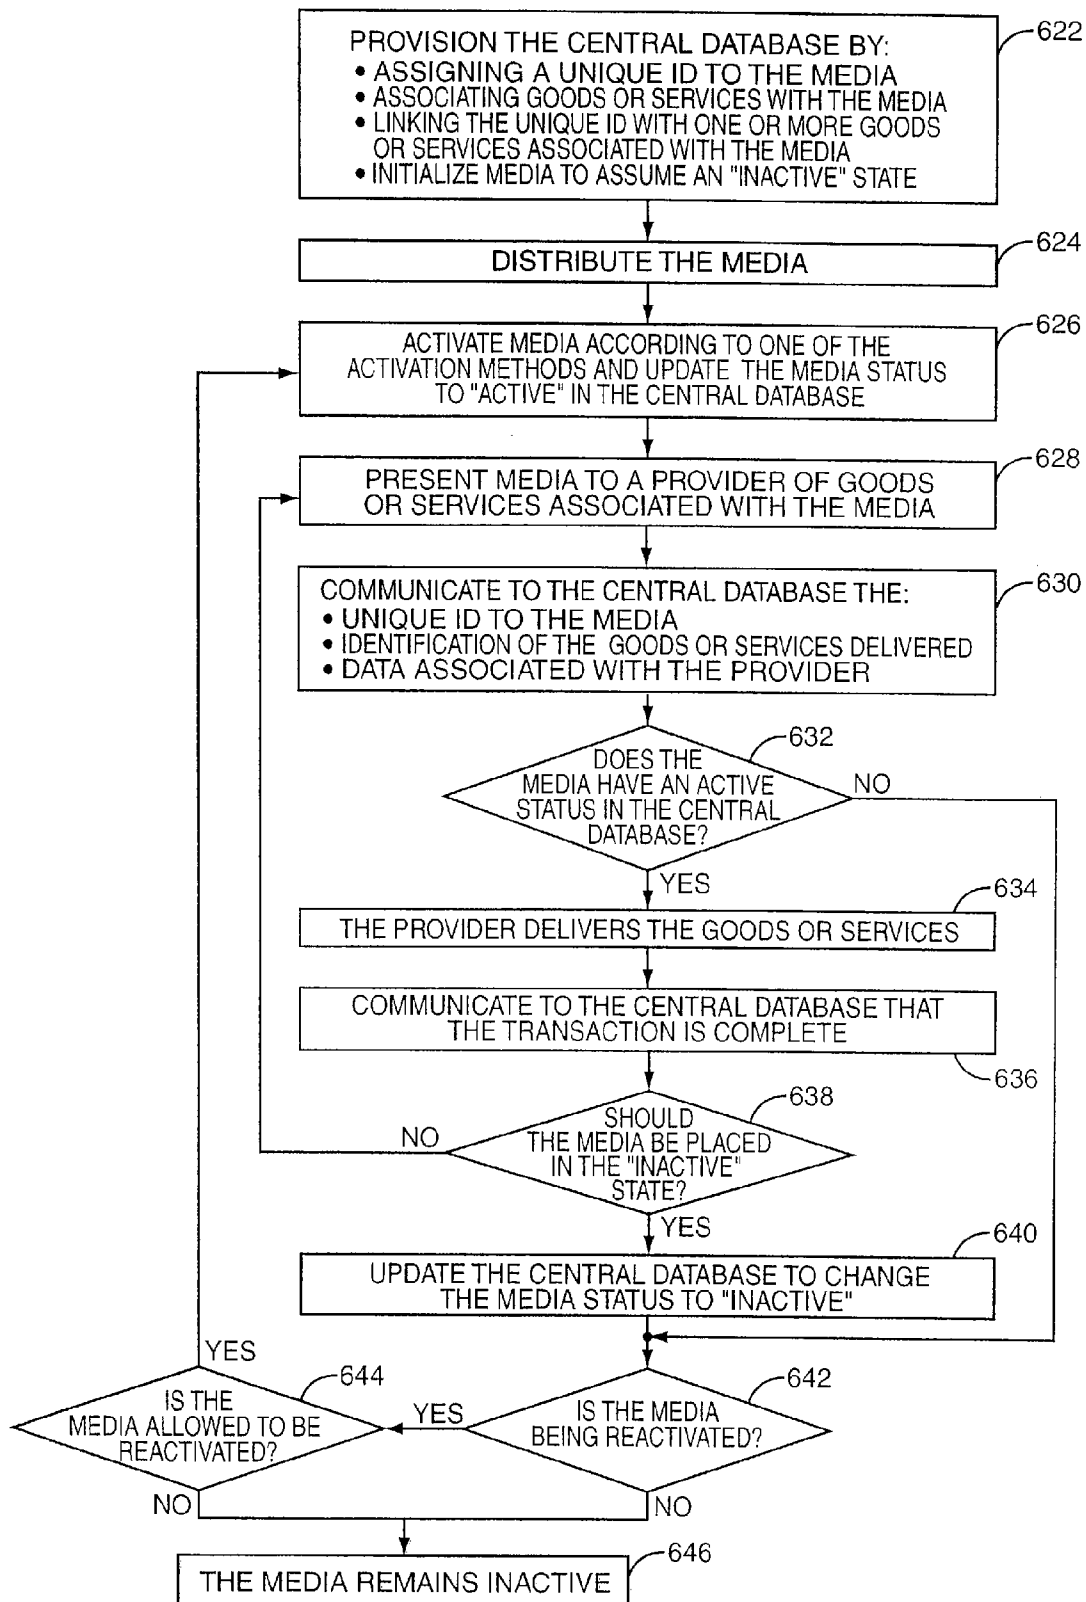 PROVISION THE CENTRAL DATABASE BY:
• ASSIGNING A UNIQUE ID TO THE MEDIA
• ASSOCIATING GOODS OR SERVICES WITH THE MEDIA
• LINKING THE UNIQUE ID WITH ONE OR MORE GOODS
OR SERVICES ASSOCIATED WITH THE MEDIA
• INITIALIZE MEDIA TO ASSUME AN "INACTIVE" STATE
622
DISTRIBUTE THE MEDIA
624
ACTIVATE MEDIA ACCORDING TO ONE OF THE
ACTIVATION METHODS AND UPDATE THE MEDIA STATUS
TO "ACTIVE" IN THE CENTRAL DATABASE
626
PRESENT MEDIA TO A PROVIDER OF GOODS
OR SERVICES ASSOCIATED WITH THE MEDIA
628
COMMUNICATE TO THE CENTRAL DATABASE THE:
• UNIQUE ID TO THE MEDIA
• IDENTIFICATION OF THE GOODS OR SERVICES DELIVERED
• DATA ASSOCIATED WITH THE PROVIDER
630
DOES THE
MEDIA HAVE AN ACTIVE
STATUS IN THE CENTRAL
DATABASE?
632
NO
YES
THE PROVIDER DELIVERS THE GOODS OR SERVICES
634
COMMUNICATE TO THE CENTRAL DATABASE THAT
THE TRANSACTION IS COMPLETE
636
SHOULD
THE MEDIA BE PLACED
IN THE "INACTIVE"
STATE?
638
NO
YES
UPDATE THE CENTRAL DATABASE TO CHANGE
THE MEDIA STATUS TO "INACTIVE"
640
IS THE MEDIA
BEING REACTIVATED?
642
YES
NO
IS THE
MEDIA ALLOWED TO BE
REACTIVATED?
644
YES
NO
THE MEDIA REMAINS INACTIVE
646